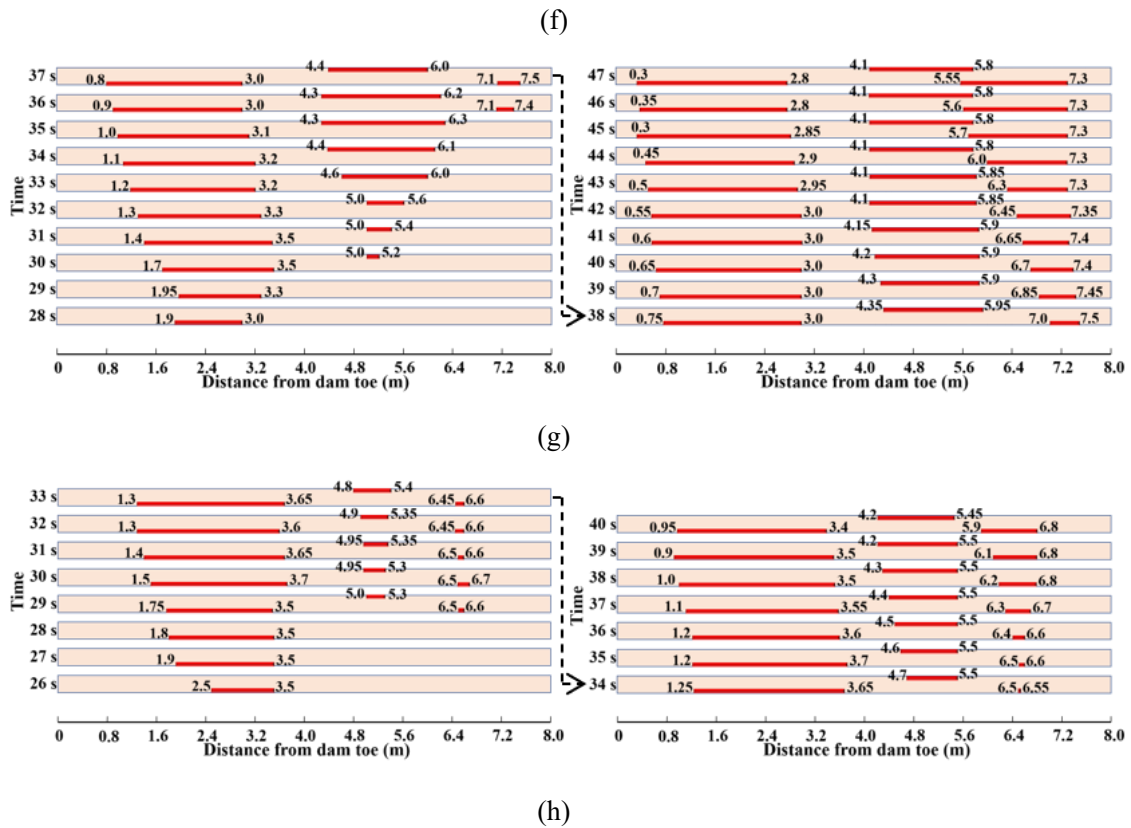 (f)
4.4 6.0
37 s 0.8 3.0 7.1 7.5
4.3 6.2
36 s 0.9 3.0 7.1 7.4
4.3 6.3
35 s 1.0 3.1
4.4 6.1
34 s 1.1 3.2
4.6 6.0
33 s 1.2 3.2
5.0 5.6
32 s 1.3 3.3
5.0 5.4
31 s 1.4 3.5
5.0 5.2
30 s 1.7 3.5
29 s 1.95 3.3
28 s 1.9 3.0
Time
0 0.8 1.6 2.4 3.2 4.0 4.8 5.6 6.4 7.2 8.0
Distance from dam toe (m)
4.1 5.8
47 s 0.3 2.8 5.55 7.3
4.1 5.8
46 s 0.35 2.8 5.6 7.3
4.1 5.8
45 s 0.3 2.85 5.7 7.3
4.1 5.8
44 s 0.45 2.9 6.0 7.3
4.1 5.85
43 s 0.5 2.95 6.3 7.3
4.1 5.85
42 s 0.55 3.0 6.45 7.35
4.15 5.9
41 s 0.6 3.0 6.65 7.4
4.2 5.9
40 s 0.65 3.0 6.7 7.4
4.3 5.9
39 s 0.7 3.0 6.85 7.45
4.35 5.95
38 s 0.75 3.0 7.0 7.5
Time
0 0.8 1.6 2.4 3.2 4.0 4.8 5.6 6.4 7.2 8.0
Distance from dam toe (m)
(g)
4.8 5.4
33 s 1.3 3.65 6.45 6.6
4.9 5.35
32 s 1.3 3.6 6.45 6.6
4.95 5.35
31 s 1.4 3.65 6.5 6.6
4.95 5.3
30 s 1.5 3.7 6.5 6.7
5.0 5.3
29 s 1.75 3.5 6.5 6.6
28 s 1.8 3.5
27 s 1.9 3.5
26 s 2.5 3.5
Time
0 0.8 1.6 2.4 3.2 4.0 4.8 5.6 6.4 7.2 8.0
Distance from dam toe (m)
4.2 5.45
40 s 0.95 3.4 5.9 6.8
4.2 5.5
39 s 0.9 3.5 6.1 6.8
4.3 5.5
38 s 1.0 3.5 6.2 6.8
4.4 5.5
37 s 1.1 3.55 6.3 6.7
4.5 5.5
36 s 1.2 3.6 6.4 6.6
4.6 5.5
35 s 1.2 3.7 6.5 6.6
4.7 5.5
34 s 1.25 3.65 6.5 6.55
Time
0 0.8 1.6 2.4 3.2 4.0 4.8 5.6 6.4 7.2 8.0
Distance from dam toe (m)
(h)